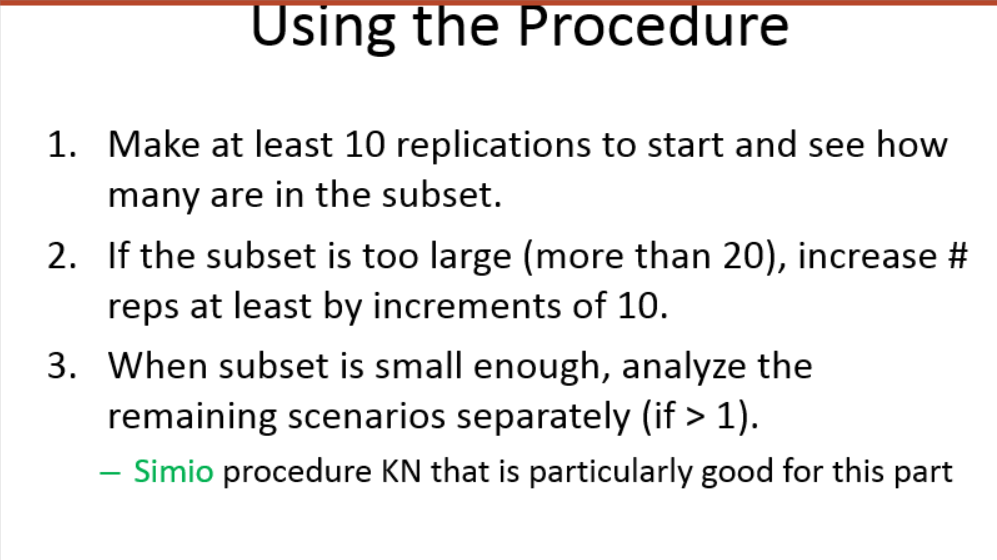 Using the Procedure
1. Make at least 10 replications to start and see how
many are in the subset.
2. If the subset is too large (more than 20), increase #
reps at least by increments of 10.
3. When subset is small enough, analyze the
remaining scenarios separately (if > 1).
– Simio procedure KN that is particularly good for this part